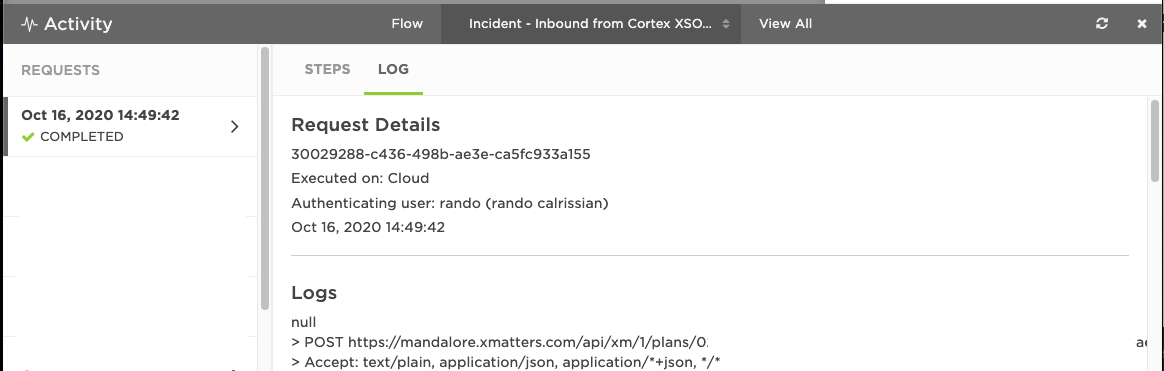 Activity
Flow
Incident - Inbound from Cortex XSO...
View All
REQUESTS
Oct 16, 2020 14:49:42
COMPLETED
STEPS
LOG
Request Details
30029288-c436-498b-ae3e-ca5fc933a155
Executed on: Cloud
Authenticating user: rando (rando calrissian)
Oct 16, 2020 14:49:42
Logs
null
> POST https://mandalore.xmatters.com/api/xm/1/plans/0
> Accept: text/plain, application/json, application/*+json, */*